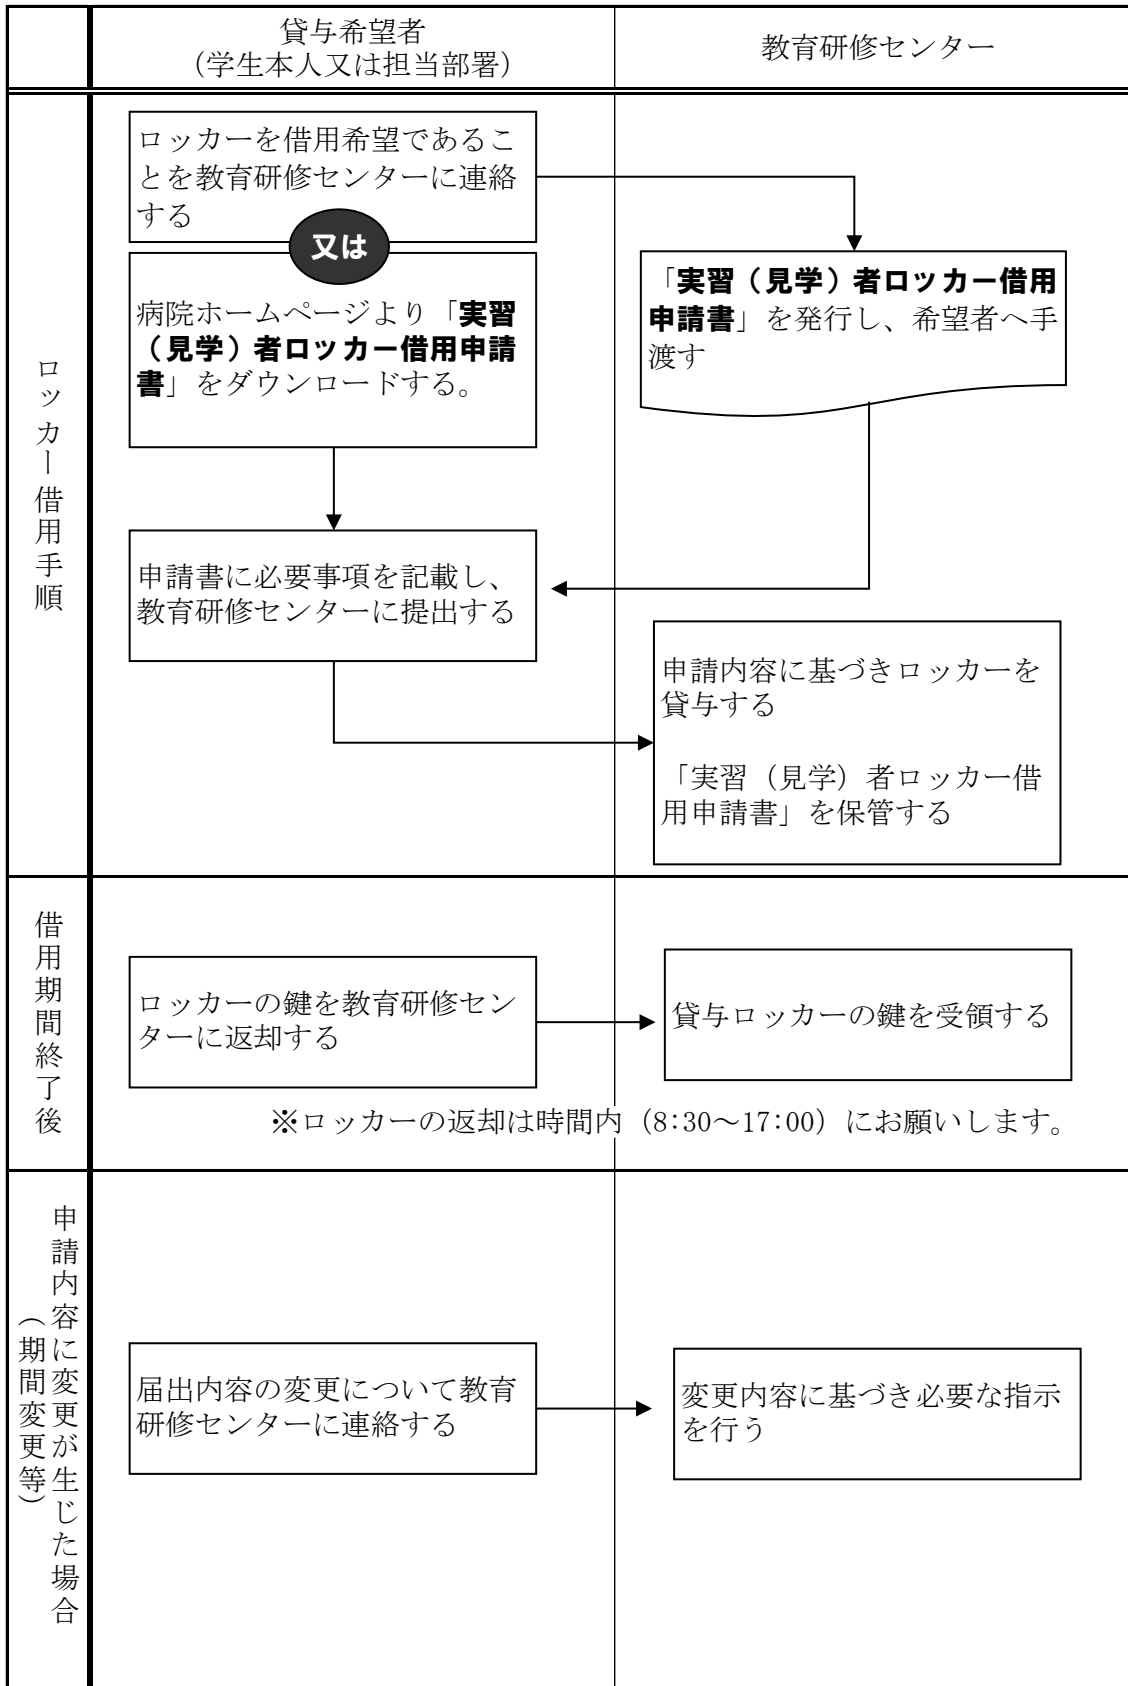 貸与希望者
（学生本人又は担当部署）
教育研修センター
ロッカー借用手順
ロッカーを借用希望であるこ
とを教育研修センターに連絡
する
又は
病院ホームページより「実習
（見学）者ロッカー借用申請
書」をダウンロードする。
「実習（見学）者ロッカー借用
申請書」を発行し、希望者へ手
渡す
申請書に必要事項を記載し、
教育研修センターに提出する
申請内容に基づきロッカーを
貸与する
「実習（見学）者ロッカー借
用申請書」を保管する
借用期間終了後
ロッカーの鍵を教育研修セン
ターに返却する
貸与ロッカーの鍵を受領する
※ロッカーの返却は時間内（8:30～17:00）にお願いします。
申請内容に変更が生じた場合
（期間変更等）
届出内容の変更について教育
研修センターに連絡する
変更内容に基づき必要な指示
を行う